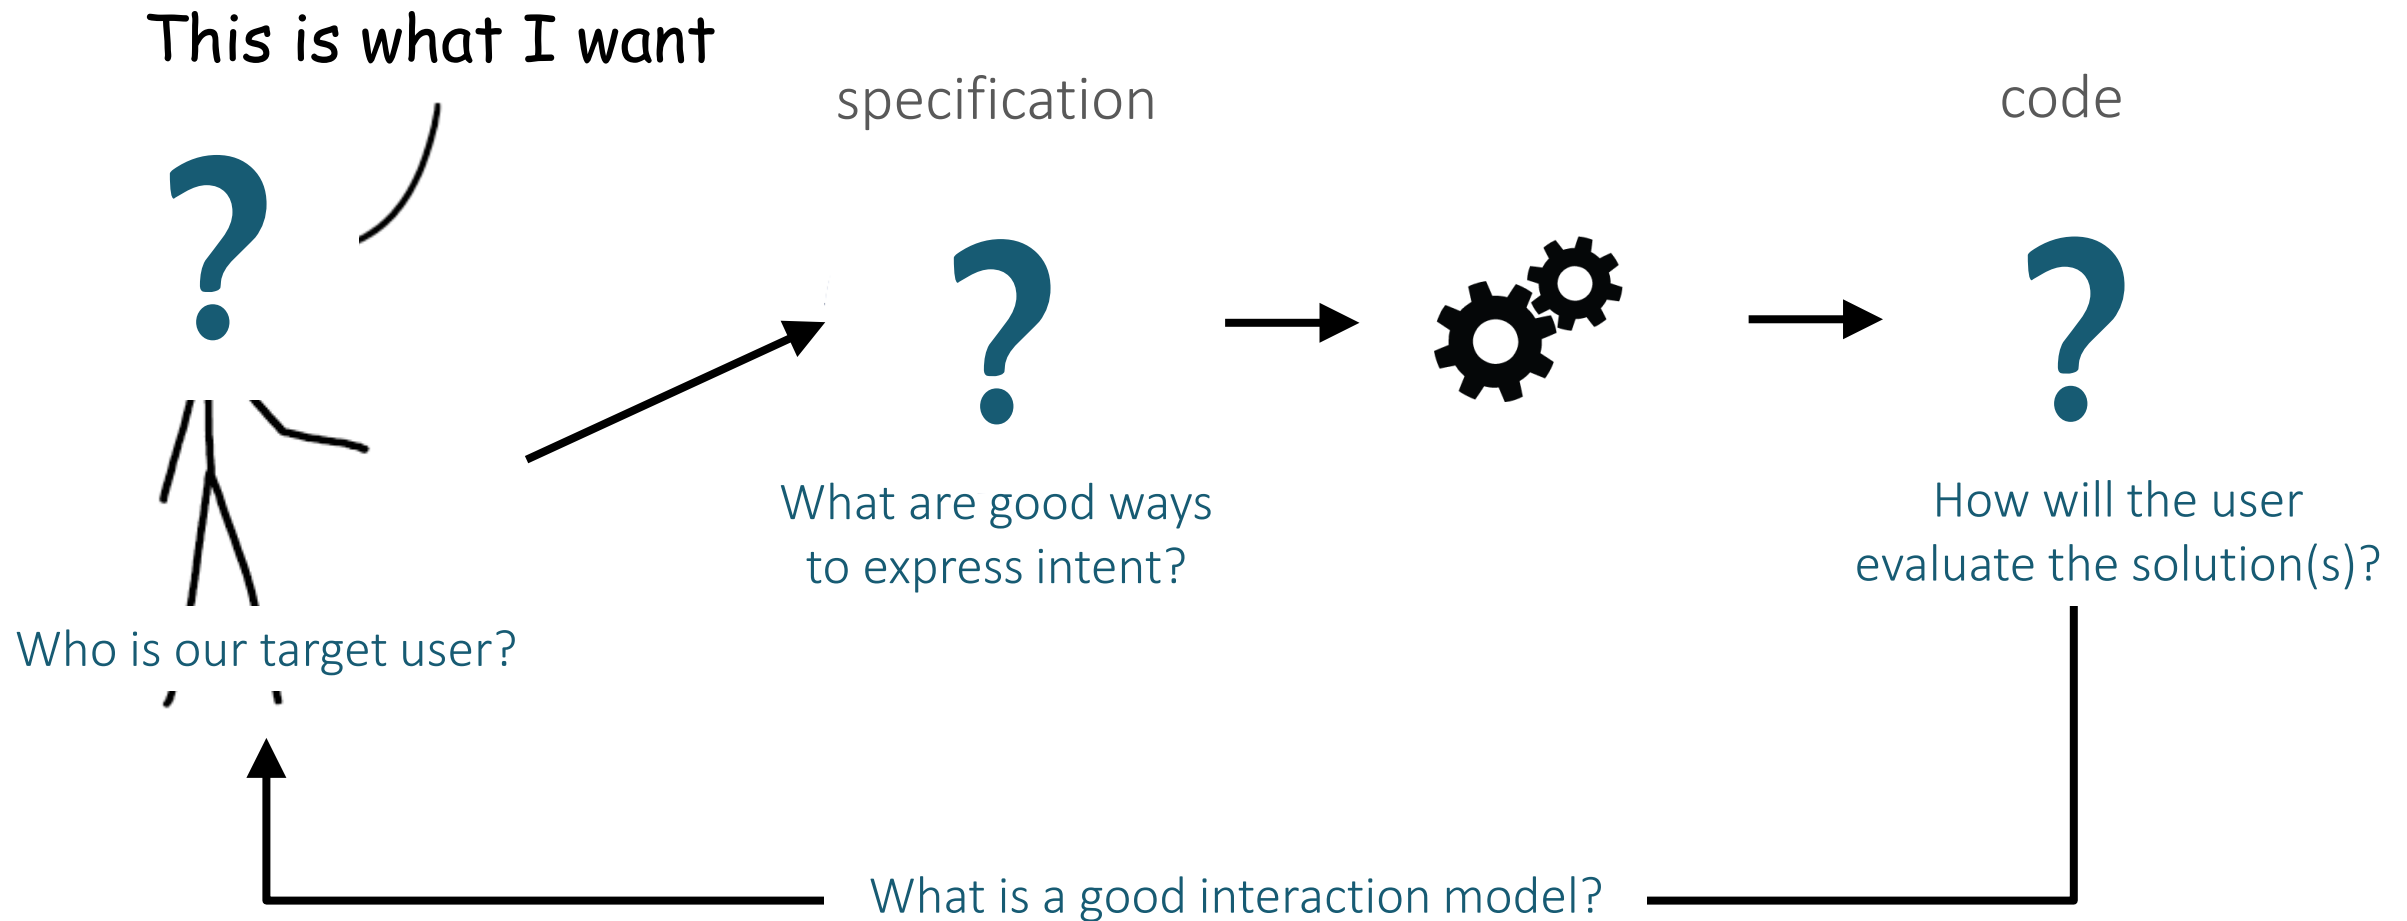 This is what I want
specification
code
?
?
?
What are good ways
to express intent?
How will the user
evaluate the solution(s)?
Who is our target user?
What is a good interaction model?